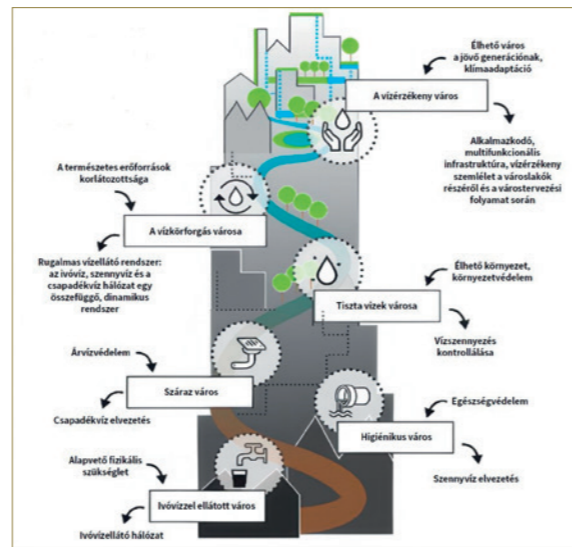 Élhető város
a jövő generációnak,
klímaadaptáció
A vízérzékeny város
Alkalmazkodó,
multifunkcionális
infrastruktúra, vízérzékeny
szemlélet a városlakók
részéről és a várostervezési
folyamat során
A természetes erőforrások
korlátozottsága
A vízkörforgás városa
Rugalmas vízellátó rendszer:
az ivóvíz, szennyvíz és a
csapadékvíz hálózat egy
összefüggő, dinamikus
rendszer
Élhető környezet,
környezetvédelem
Tiszta vizek városa
Vízszennyezés
kontrollálása
Árvízvédelem
Száraz város
Csapadékvíz elvezetés
Egészségvédelem
Higiénikus város
Szennyvíz elvezetés
Alapvető fizikális
szükséglet
Ivóvízzel ellátott város
Ivóvízellátó hálózat